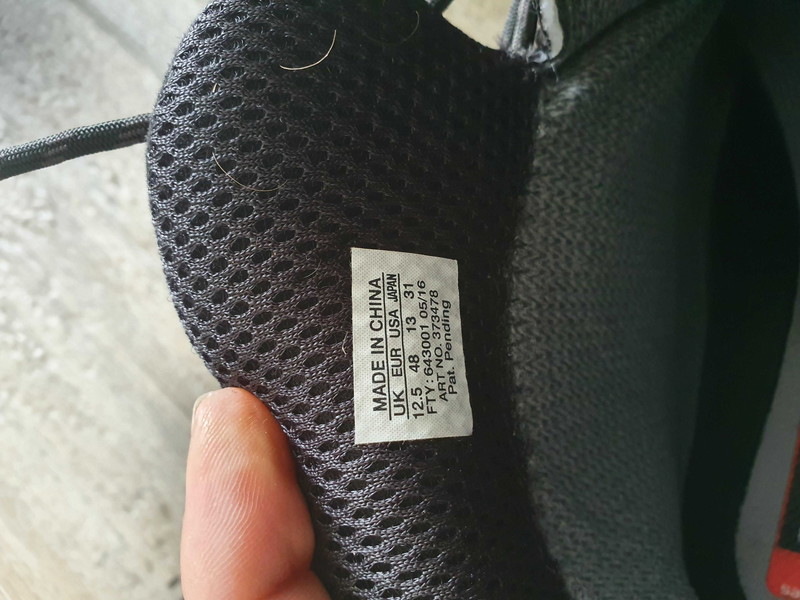 MADE IN CHINA
UK EUR USA JAPAN
12.5 48 13 31
FTY: 643001 05/16
ART NO. 373478
Pat. Pending